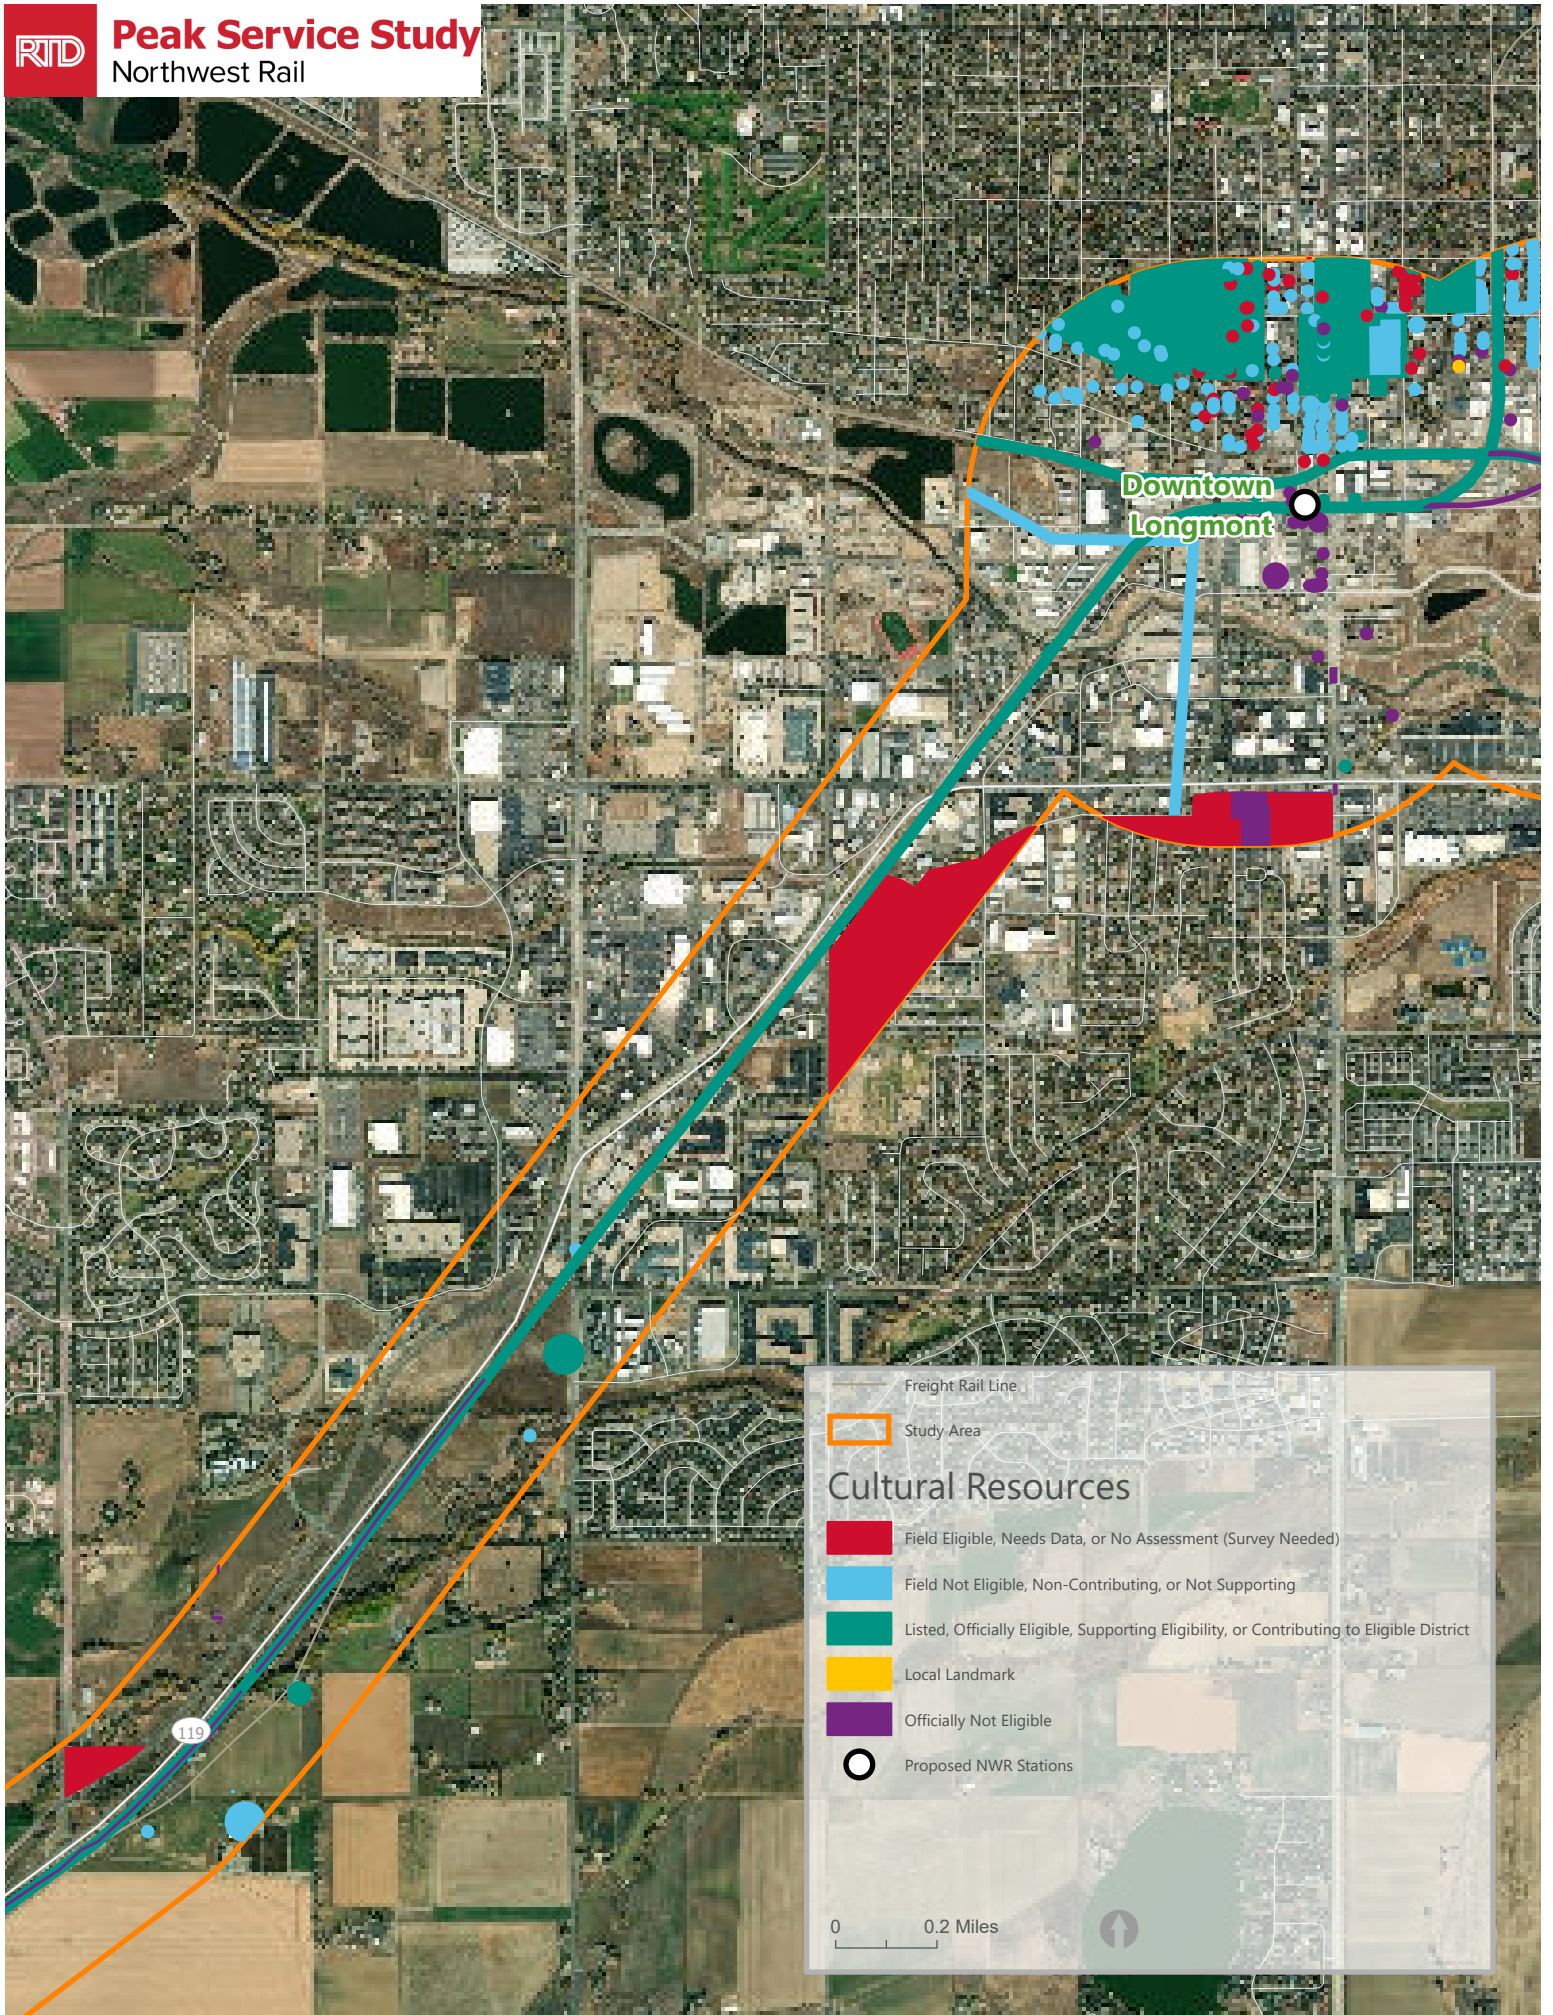 RTD
Peak Service Study
Northwest Rail
Downtown
Longmont
119
Freight Rail Line
Study Area
Cultural Resources
Field Eligible, Needs Data, or No Assessment (Survey Needed)
Field Not Eligible, Non-Contributing, or Not Supporting
Listed, Officially Eligible, Supporting Eligibility, or Contributing to Eligible District
Local Landmark
Officially Not Eligible
Proposed NWR Stations
0 0.2 Miles